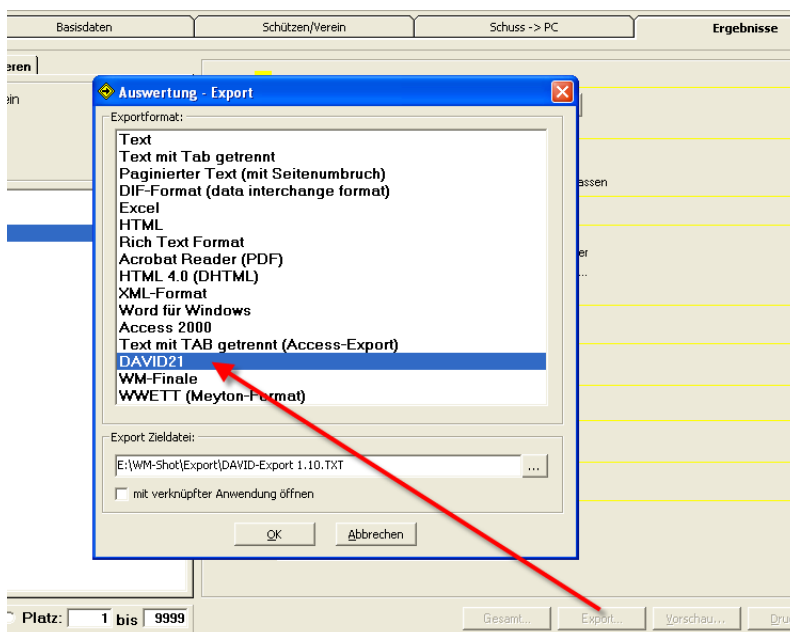 Basisdaten Schützen/Verein Schuss -> PC Ergebnisse
eren
ein
Auswertung - Export
Exportformat:
Text
Text mit Tab getrennt
Paginierter Text (mit Seitenumbruch)
DIF-Format (data interchange format)
Excel
HTML
Rich Text Format
Acrobat Reader (PDF)
HTML 4.0 (DHTML)
XML-Format
Word für Windows
Access 2000
Text mit TAB getrennt (Access-Export)
DAVID21
WM-Finale
WWETT (Meyton-Format)
assen
er
...
Export Zieldatei:
E:\WM-Shot\Export\DAVID-Export 1.10.TXT ...
mit verknüpfter Anwendung öffnen
OK Abbrechen
Platz: 1 bis 9999 Gesamt... Export... Vorschau... Dru